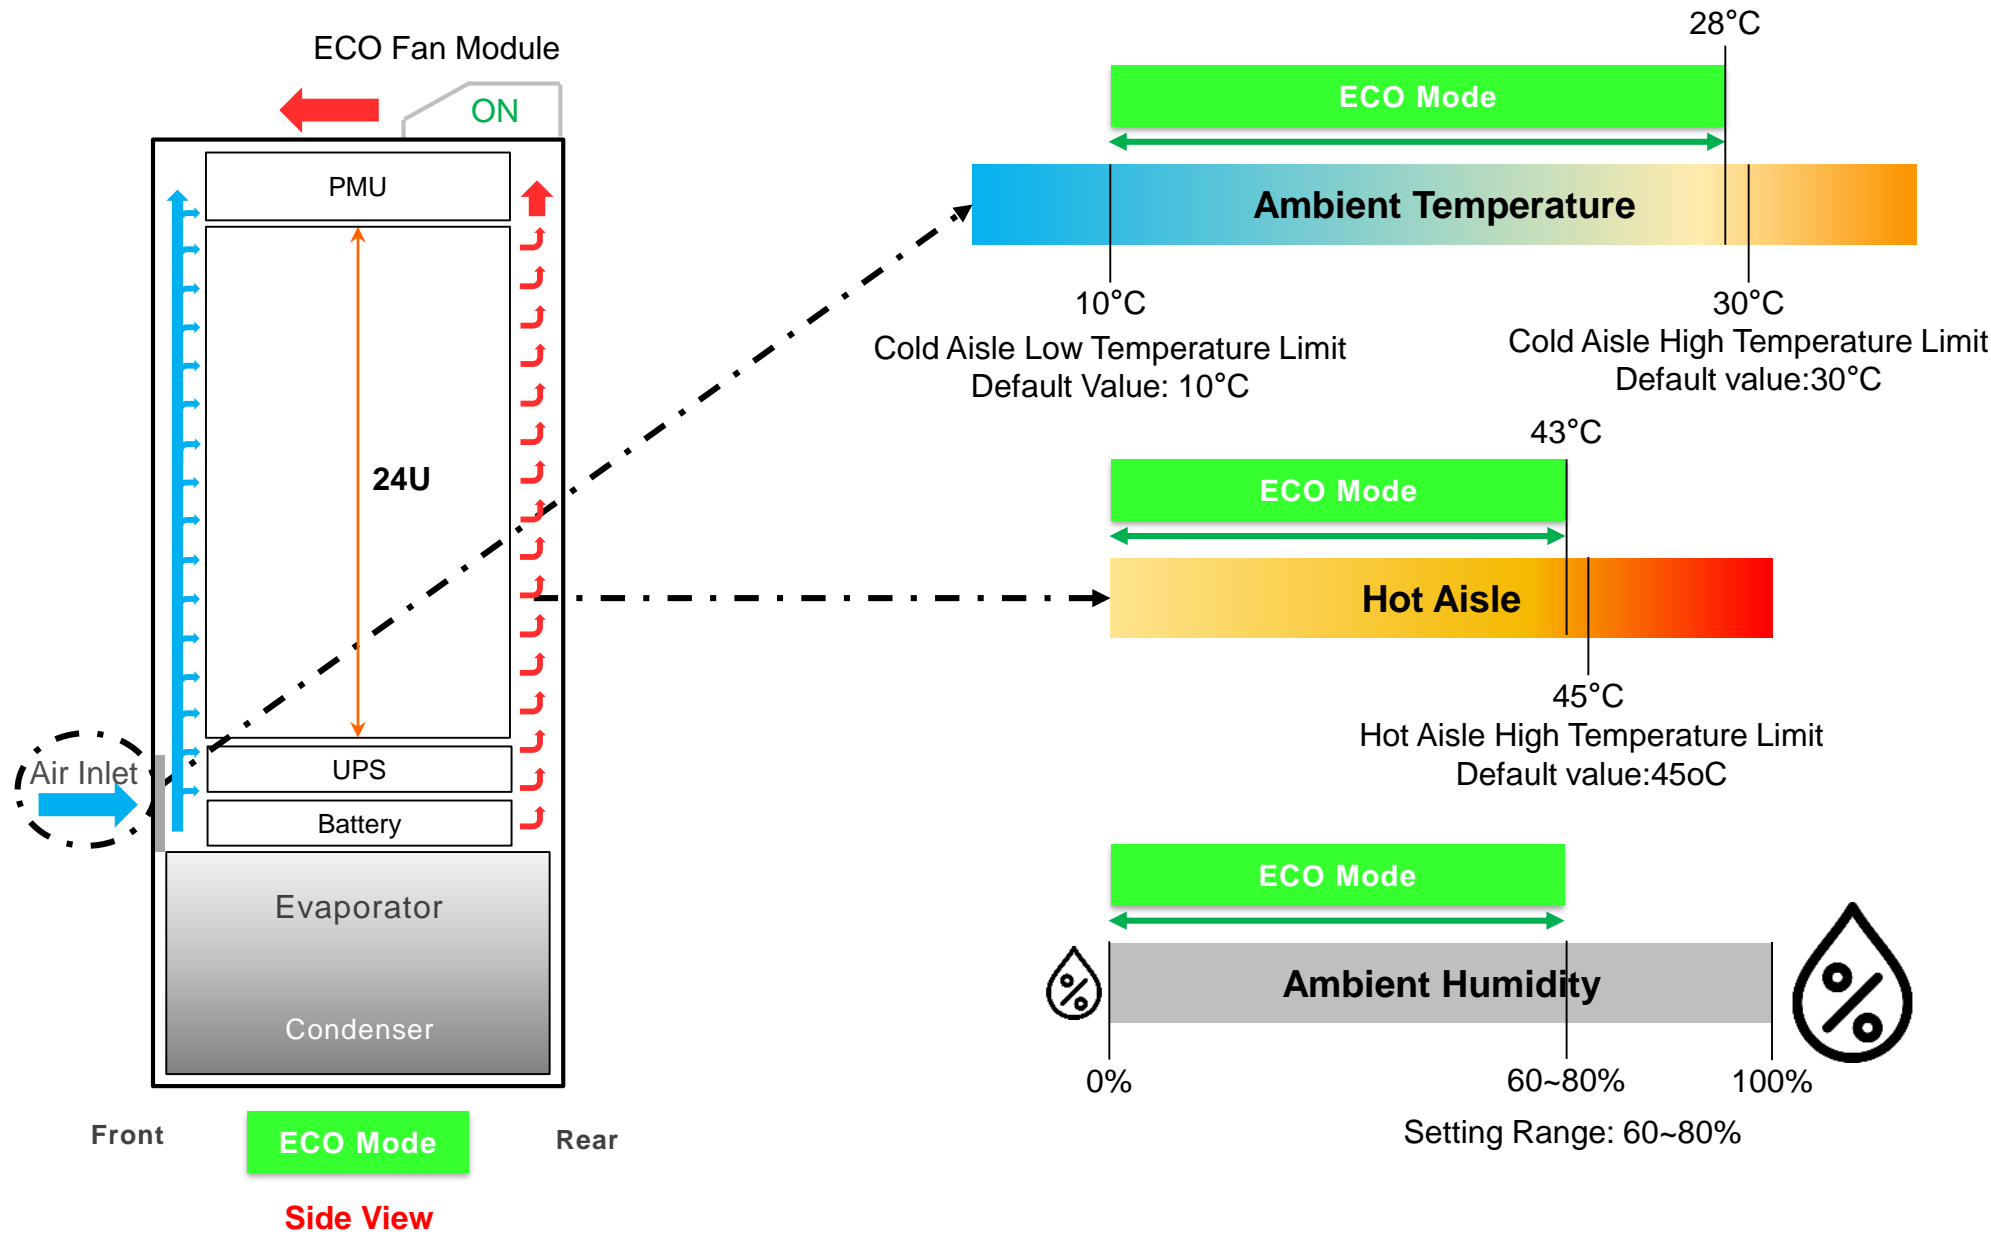 ECO Fan Module
ON
PMU
24U
Air Inlet
UPS
Battery
Evaporator
Condenser
Front
ECO Mode
Rear
Side View
28°C
ECO Mode
Ambient Temperature
10°C
Cold Aisle Low Temperature Limit
Default Value: 10°C
30°C
Cold Aisle High Temperature Limit
Default value:30°C
43°C
ECO Mode
Hot Aisle
45°C
Hot Aisle High Temperature Limit
Default value:45oC
ECO Mode
%
Ambient Humidity
%
0%
60~80%
100%
Setting Range: 60~80%